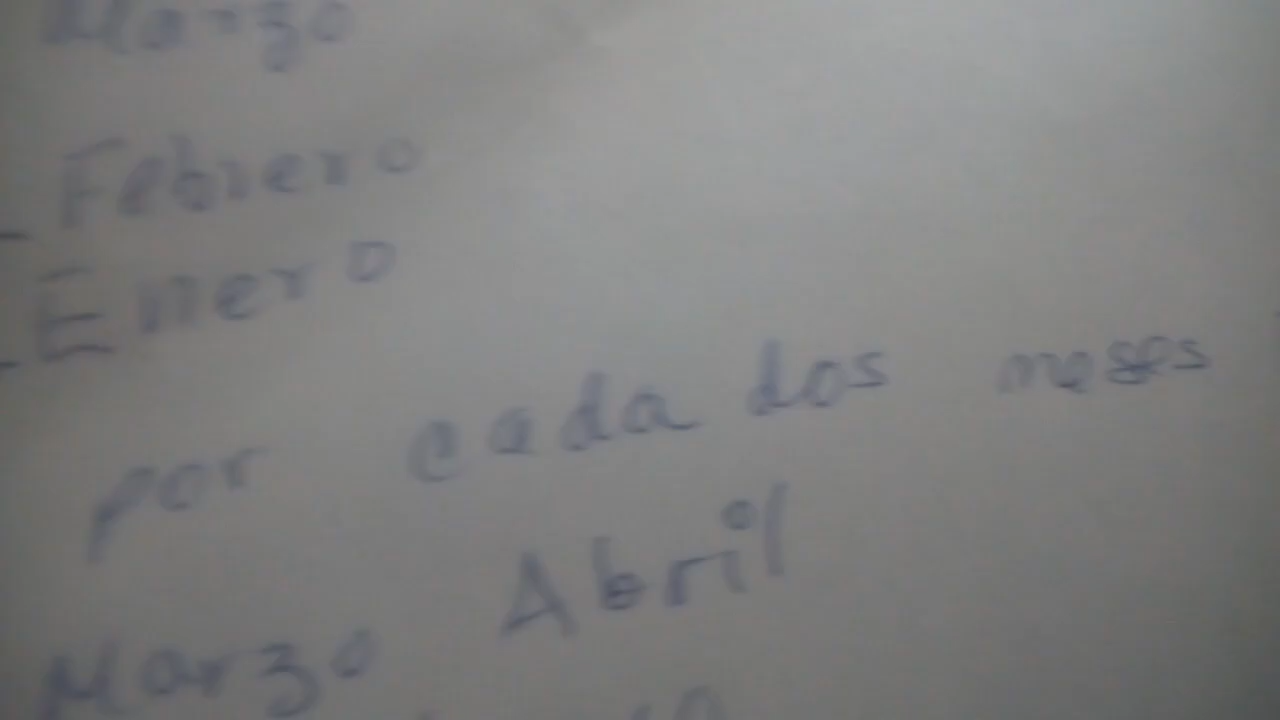 Marzo
- Febrero
- Enero
por cada dos meses
Marzo Abril